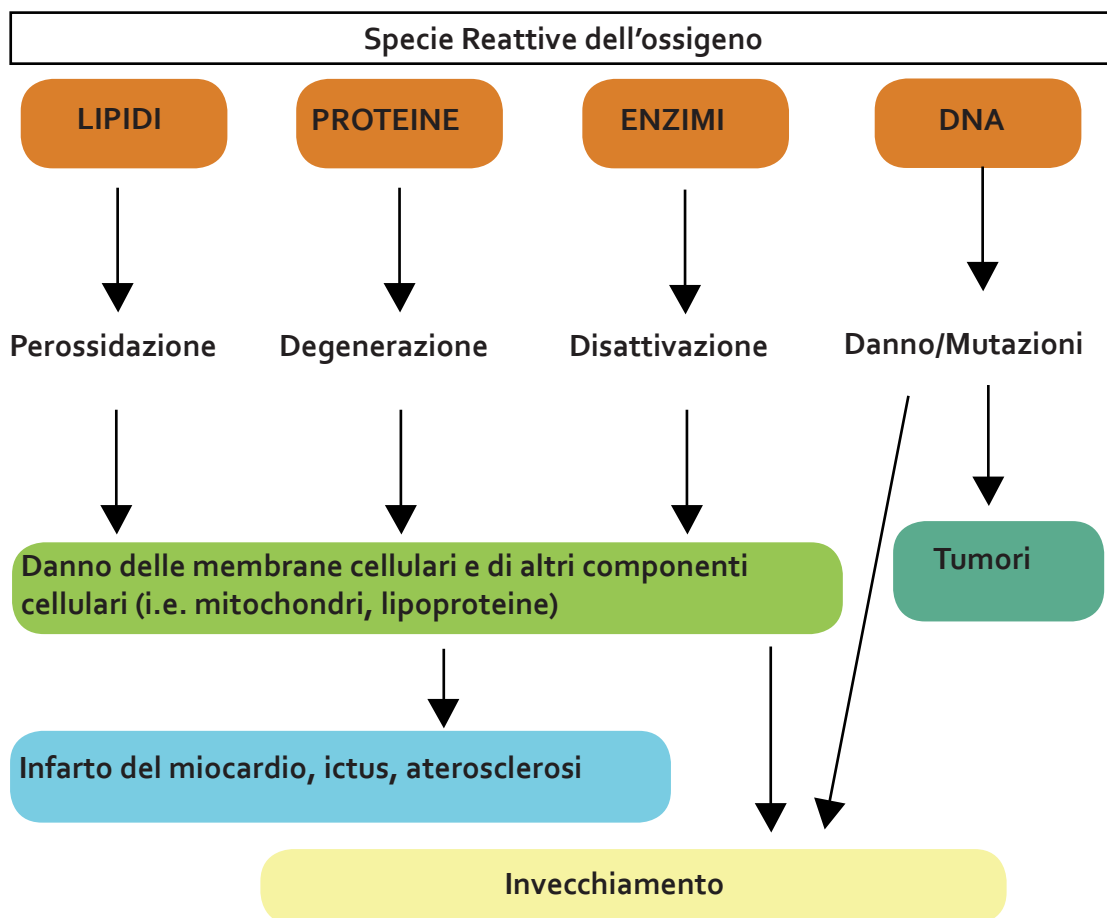 Specie Reattive dell'ossigeno
LIPIDI
PROTEINE
ENZIMI
DNA
Perossidazione
Degenerazione
Disattivazione
Danno/Mutazioni
Danno delle membrane cellulari e di altri componenti
cellulari (i.e. mitochondri, lipoproteine)
Tumori
Infarto del miocardio, ictus, aterosclerosi
Invecchiamento